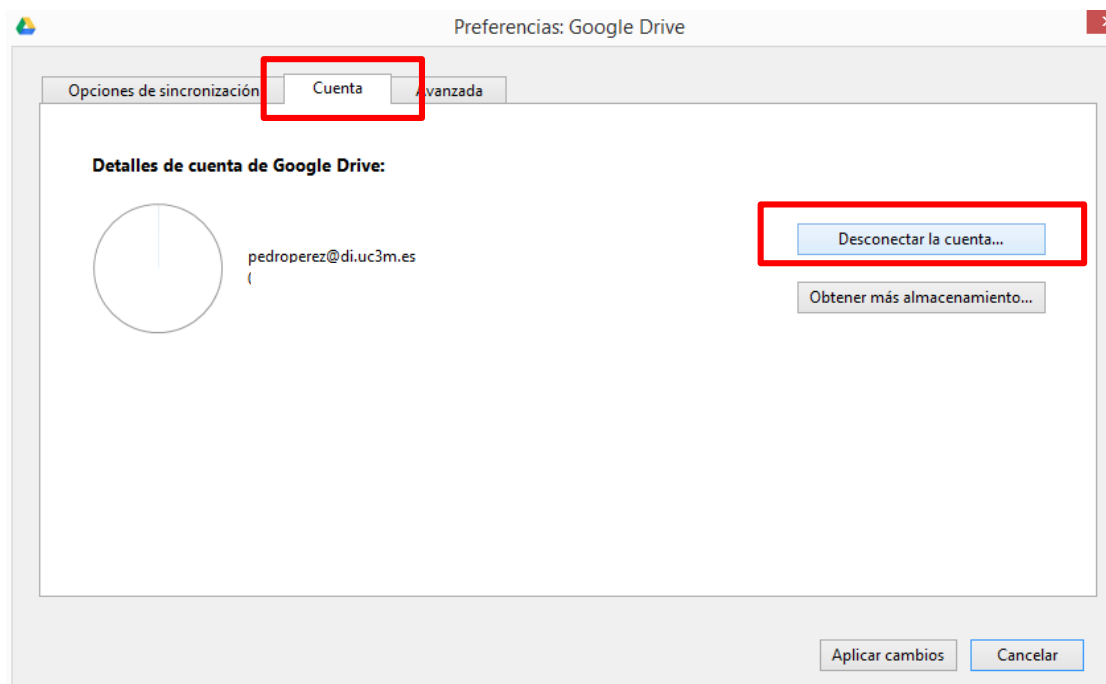 Preferencias: Google Drive
Opciones de sincronización Cuenta Avanzada
Detalles de cuenta de Google Drive:
Desconectar la cuenta...
pedroperez@di.uc3m.es
(
Obtener más almacenamiento...
Aplicar cambios Cancelar